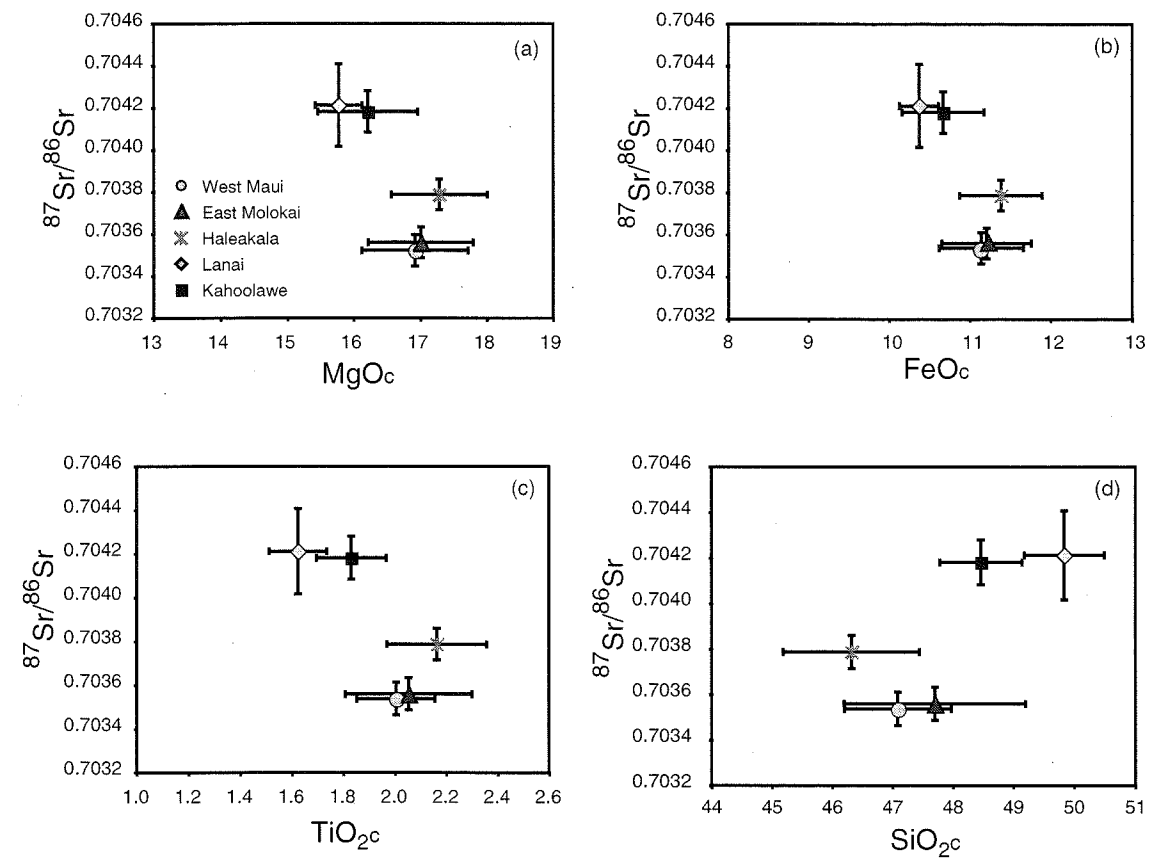 0.7046
0.7044
0.7042
0.7040
0.7038
0.7036
0.7034
0.7032
87Sr/86Sr
(a)
West Maui
East Molokai
Haleakala
Lanai
Kahoolawe
13 14 15 16 17 18 19
MgOc
0.7046
0.7044
0.7042
0.7040
0.7038
0.7036
0.7034
0.7032
87Sr/86Sr
(b)
8 9 10 11 12 13
FeOc
0.7046
0.7044
0.7042
0.7040
0.7038
0.7036
0.7034
0.7032
87Sr/86Sr
(c)
1.0 1.2 1.4 1.6 1.8 2.0 2.2 2.4 2.6
TiO2c
0.7046
0.7044
0.7042
0.7040
0.7038
0.7036
0.7034
0.7032
87Sr/86Sr
(d)
44 45 46 47 48 49 50 51
SiO2c